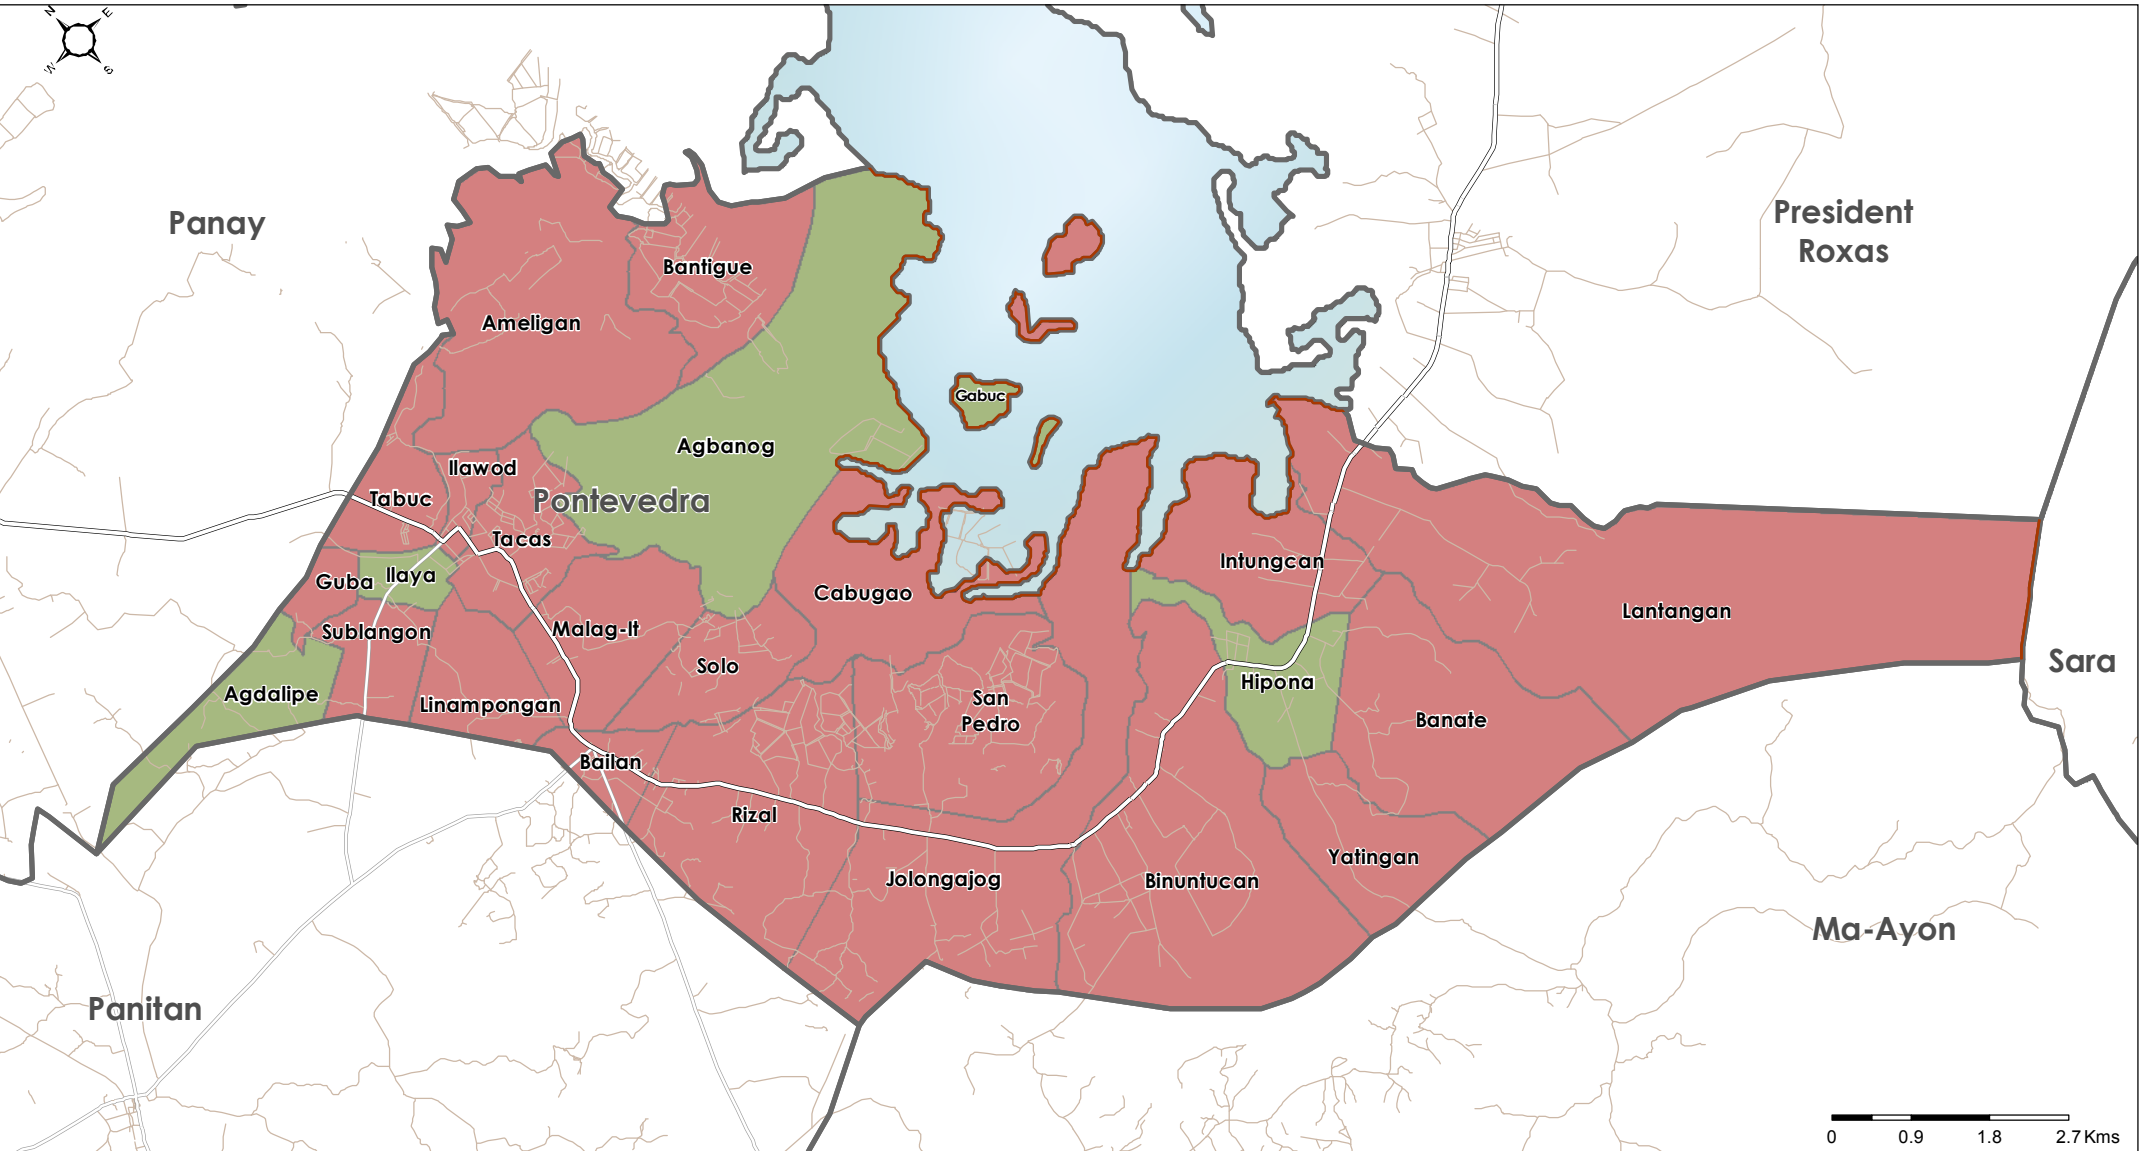 N
E
W
S
Panay
President
Roxas
Bantigue
Ameligan
Gabuc
Agbanog
Ilawod
Tabuc
Pontevedra
Tacas
Intungcan
Guba
Ilaya
Cabugao
Lantangan
Sublangon
Malag-It
Solo
Sara
Hipona
Agdalipe
Linampongan
San
Pedro
Banate
Bailan
Rizal
Yatingan
Jolongajog
Binuntucan
Ma-Ayon
Panitan
0 0.9 1.8 2.7 Kms